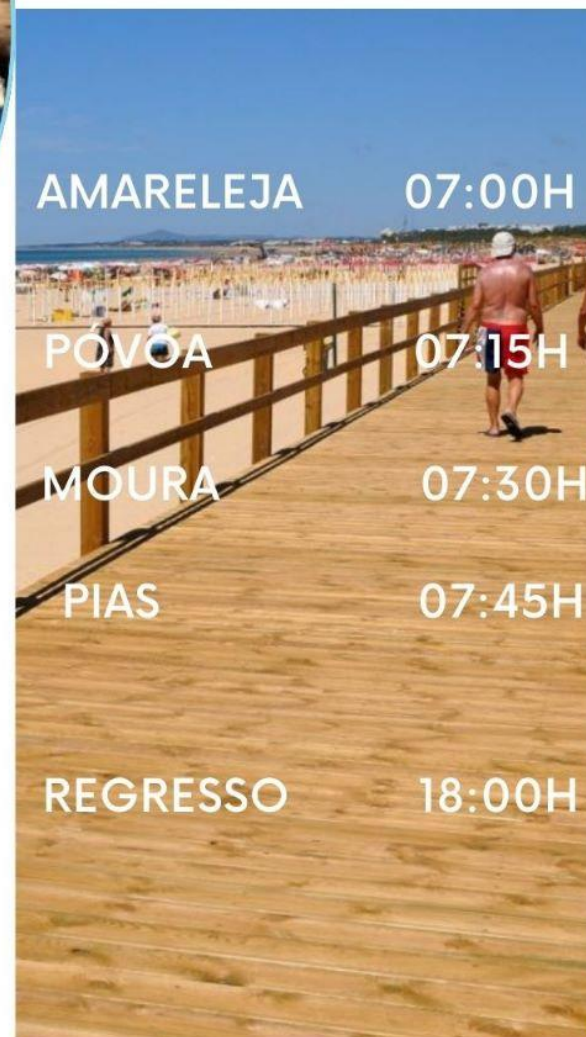 AMARELEJA 07:00H
PÓVOA 07:15H
MOURA 07:30H
PIAS 07:45H
REGRESSO 18:00H